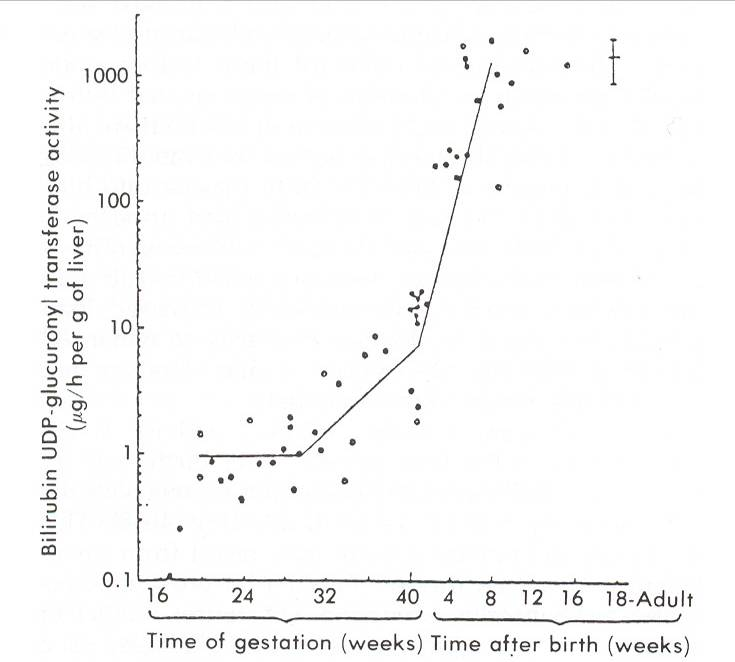 Bilirubin UDP-glucuronyl transferase activity
(μg/h per g of liver)
1000
100
10
1
0.1
16 24 32 40 4 8 12 16 18-Adult
Time of gestation (weeks) Time after birth (weeks)